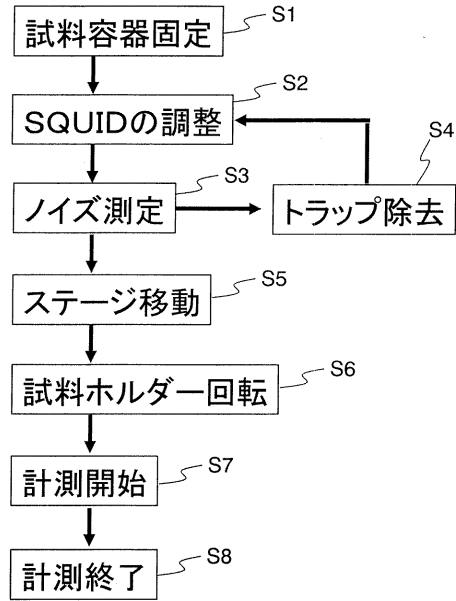 試料容器固定
S1
SQUIDの調整
S2
ノイズ測定
S3
トラップ除去
S4
ステージ移動
S5
試料ホルダー回転
S6
計測開始
S7
計測終了
S8